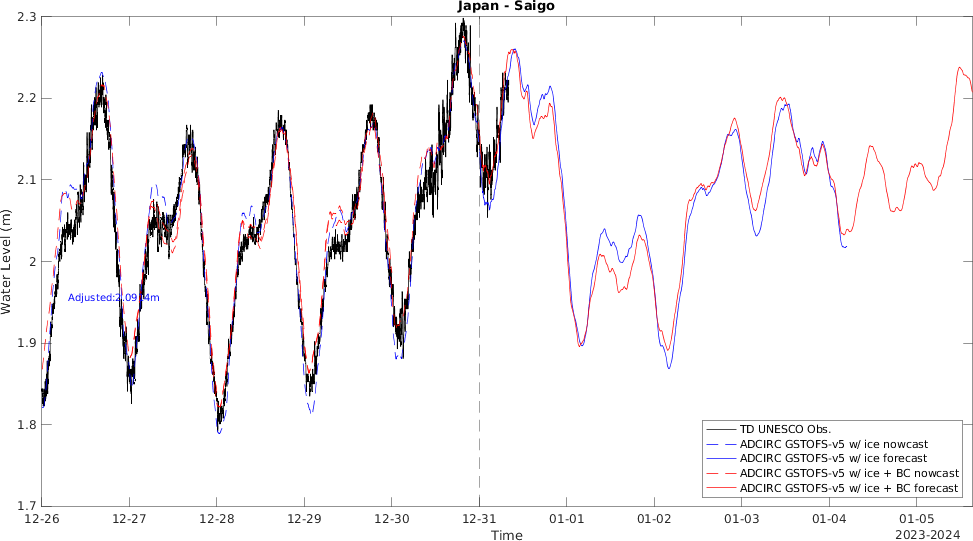 Japan - Saigo
2.3
2.2
2.1
2
1.9
1.8
1.7
Water Level (m)
TD UNESCO Obs.
ADCIRC GSTOFS-v5 w/ ice nowcast
ADCIRC GSTOFS-v5 w/ ice forecast
ADCIRC GSTOFS-v5 w/ ice + BC nowcast
ADCIRC GSTOFS-v5 w/ ice + BC forecast
12-26 12-27 12-28 12-29 12-30 12-31 01-01 01-02 01-03 01-04 01-05
Time
2023-2024